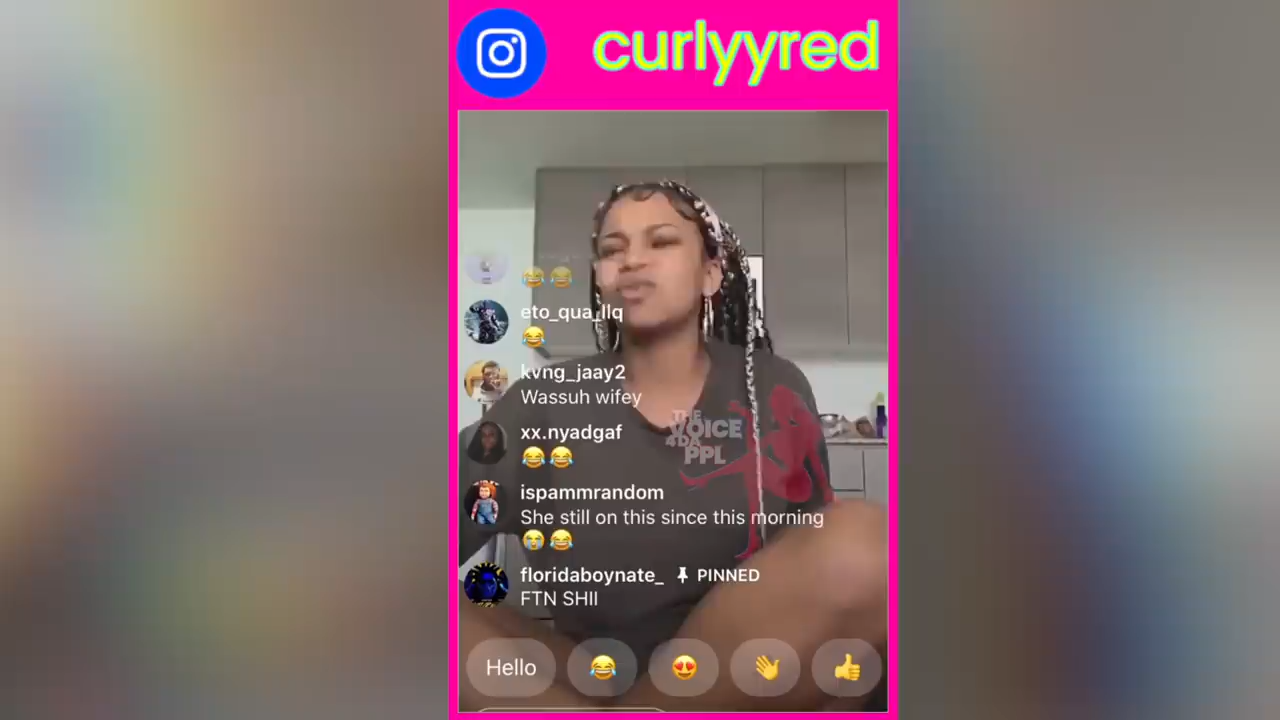 curlyyred
😂😂
eto_qua_llq
😂
kvng_jaay2
Wassuh wifey
xx.nyadgaf
😂😂
ispammrandom
She still on this since this morning
😭😂
floridaboynate_ 📌 PINNED
FTN SHII
THE
VOICE
4DA
PPL
Hello 😂 😍 👋 👍